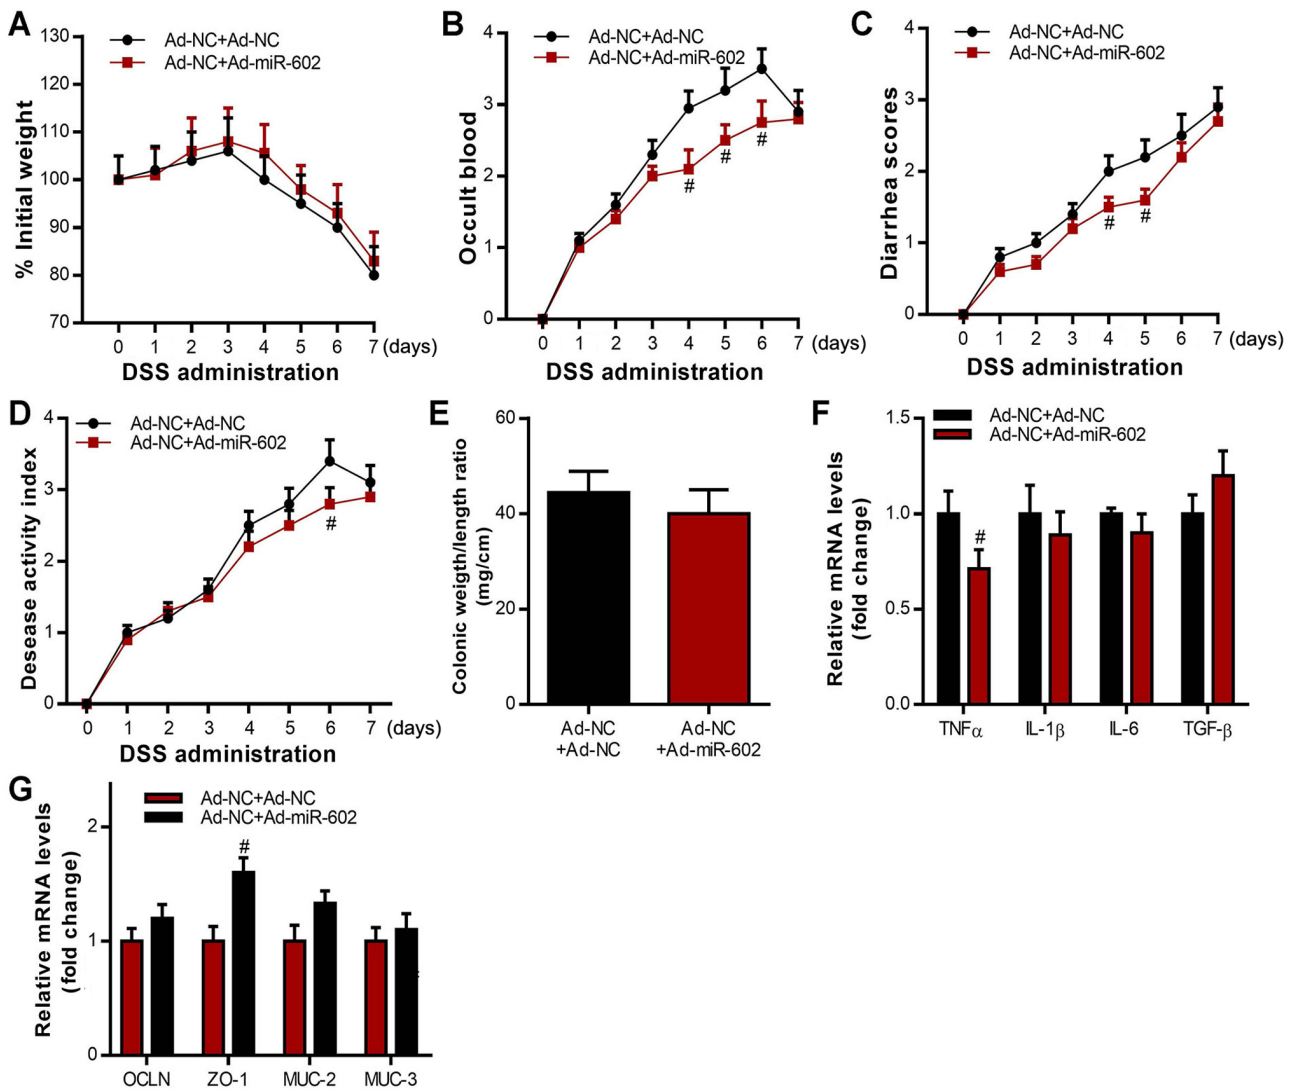 A
Ad-NC+Ad-NC
Ad-NC+Ad-miR-602
% Initial weight
130
120
110
100
90
80
70
0 1 2 3 4 5 6 7 (days)
DSS administration
B
Ad-NC+Ad-NC
Ad-NC+Ad-miR-602
Occult blood
4
3
2
1
0
# # #
0 1 2 3 4 5 6 7 (days)
DSS administration
C
Ad-NC+Ad-NC
Ad-NC+Ad-miR-602
Diarrhea scores
4
3
2
1
0
# #
0 1 2 3 4 5 6 7 (days)
DSS administration
D
Ad-NC+Ad-NC
Ad-NC+Ad-miR-602
Desease activity index
4
3
2
1
0
#
0 1 2 3 4 5 6 7 (days)
DSS administration
E
Colonic weigth/length ratio
(mg/cm)
60
40
20
0
Ad-NC
+Ad-NC
Ad-NC
+Ad-miR-602
F
Ad-NC+Ad-NC
Ad-NC+Ad-miR-602
Relative mRNA levels
(fold change)
1.5
1.0
0.5
0.0
#
TNFα IL-1β IL-6 TGF-β
G
Ad-NC+Ad-NC
Ad-NC+Ad-miR-602
Relative mRNA levels
(fold change)
2
1
0
#
OCLN ZO-1 MUC-2 MUC-3